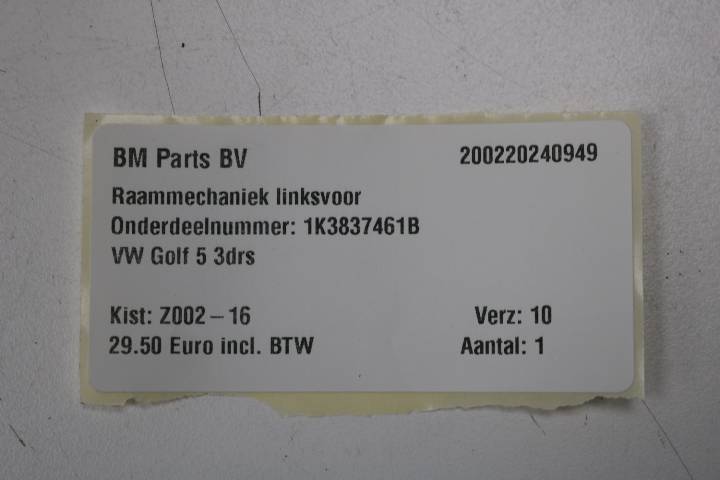 BM Parts BV 200220240949
Raammechaniek linksvoor
Onderdeelnummer: 1K3837461B
VW Golf 5 3drs
Kist: Z002-16 Verz: 10
29.50 Euro incl. BTW Aantal: 1